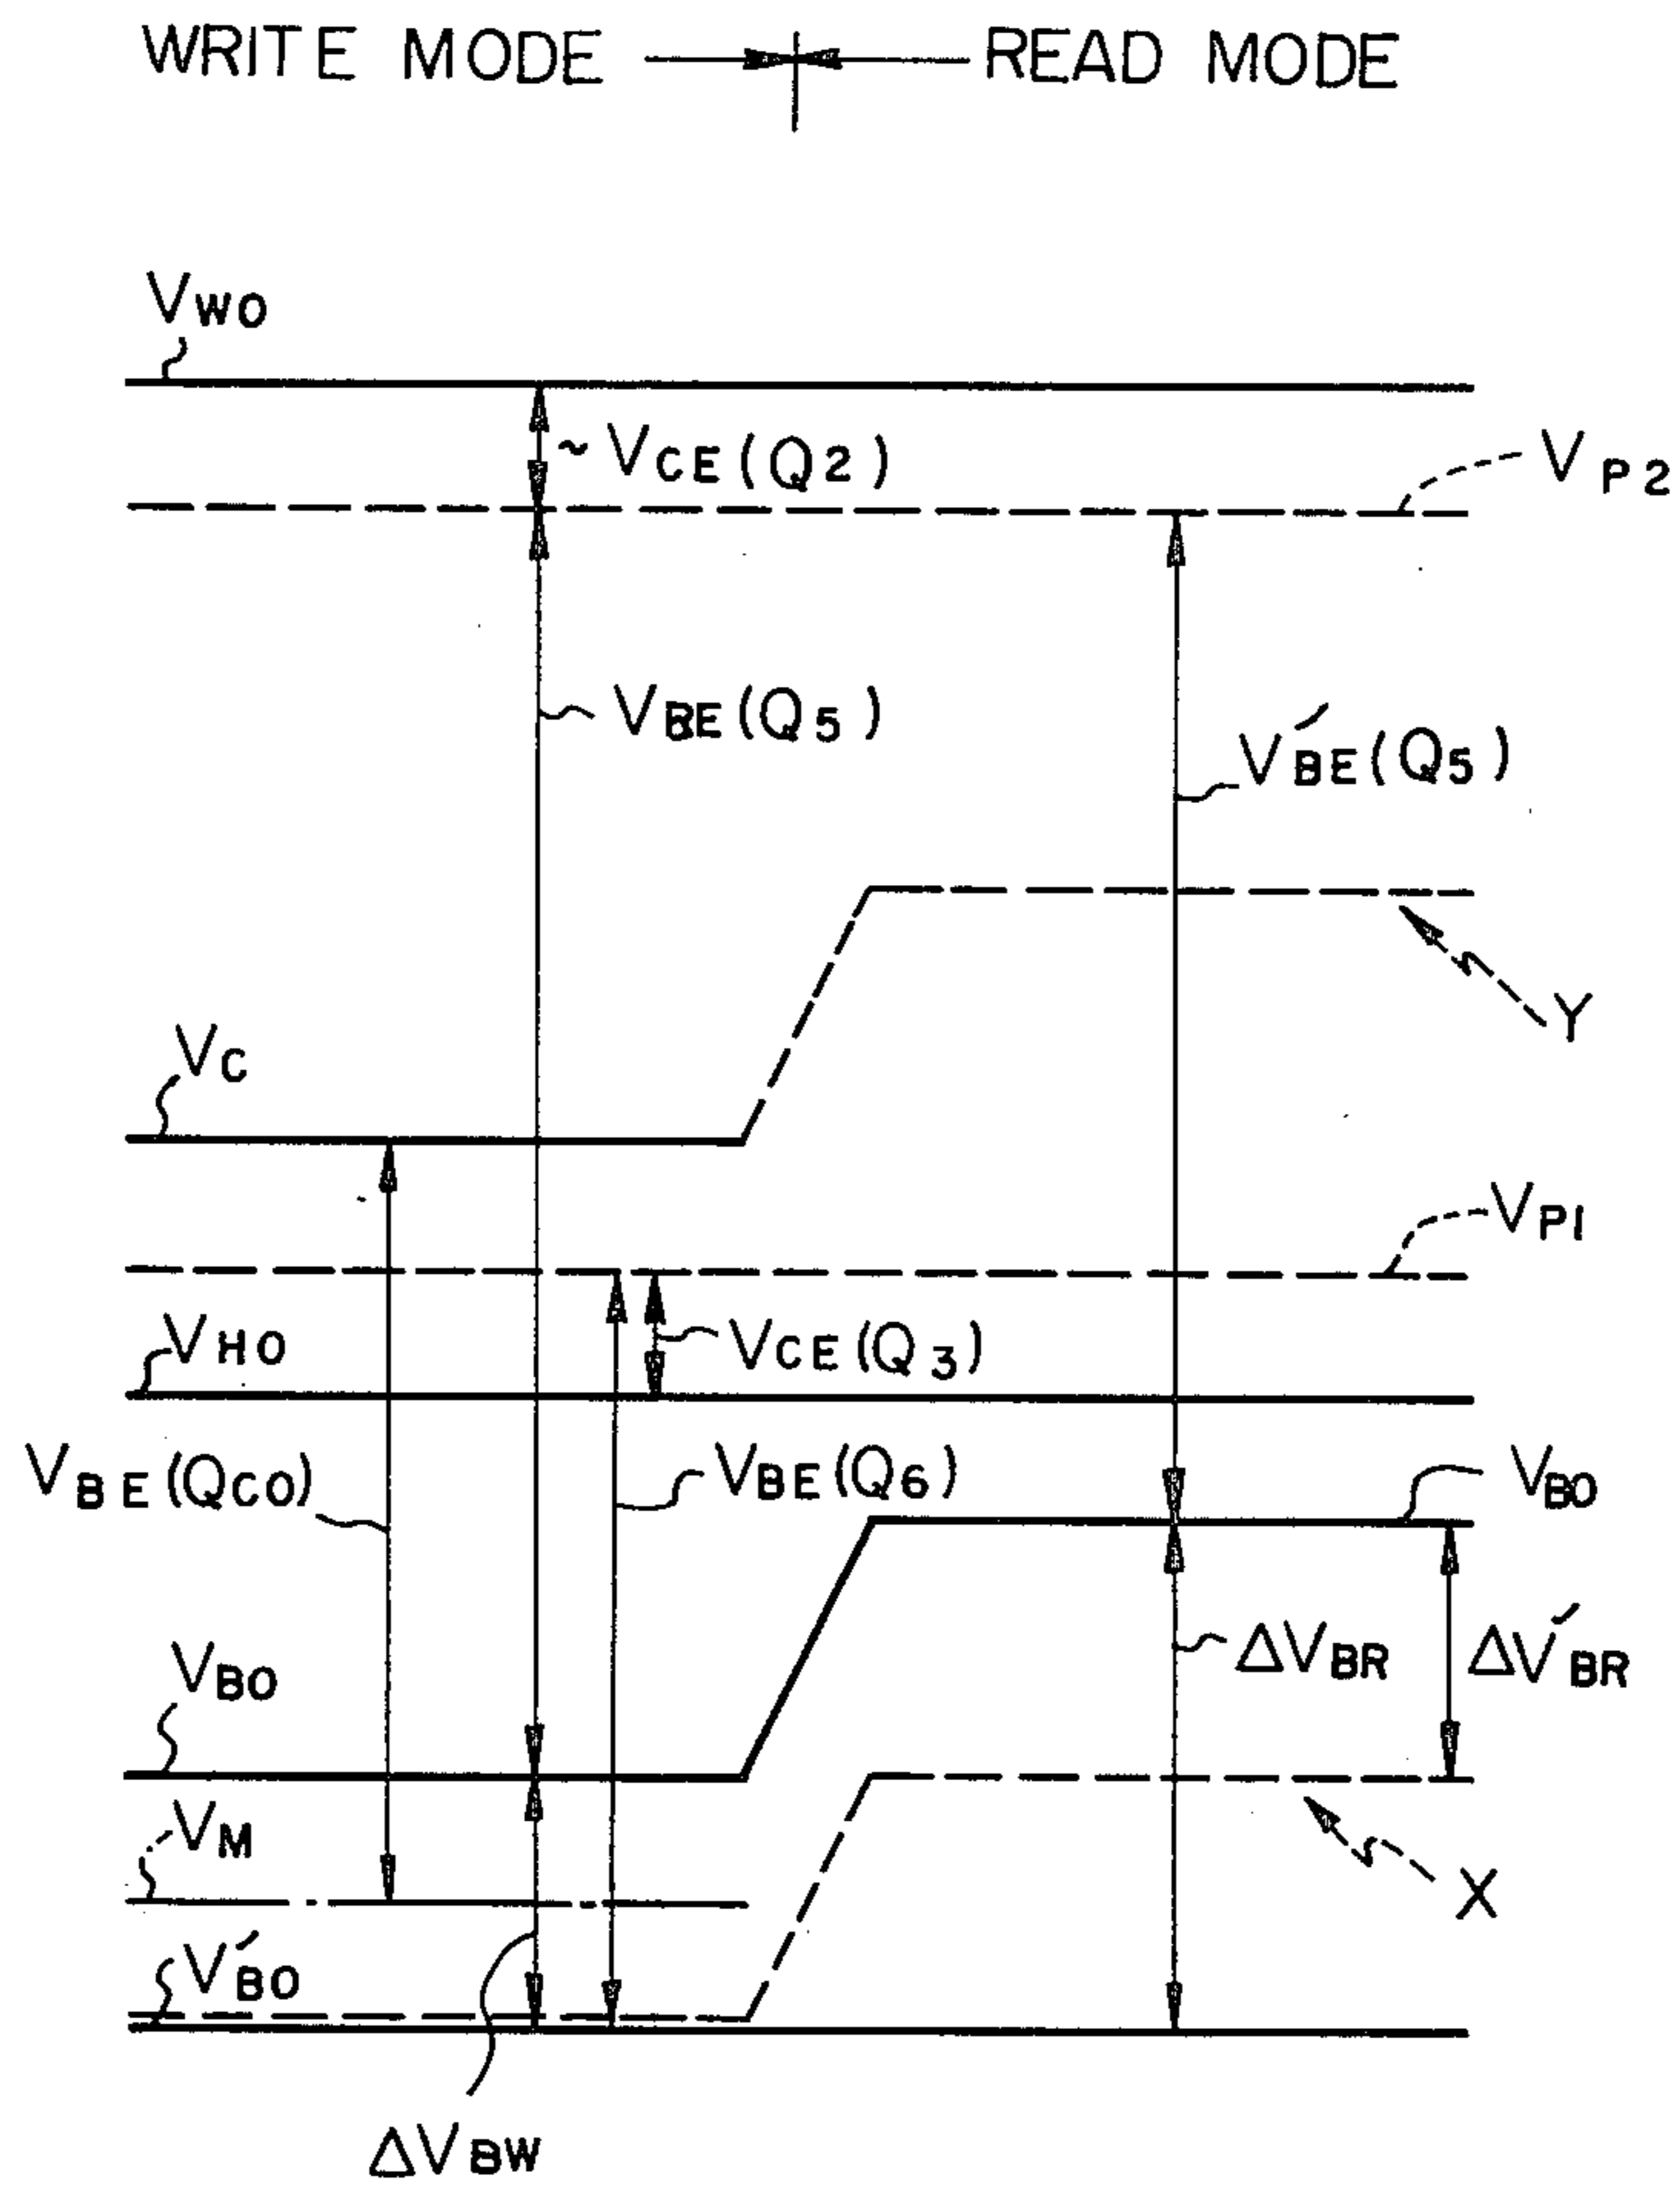 WRITE MODE READ MODE
VWO
~VCE(Q2)
VP2
VBE(Q5)
V'BE(Q5)
Y
VC
VP1
VHO
VCE(Q3)
VBE(QCO)
VBE(Q6)
VBO
ΔVBR
ΔV'BR
VBO
VM
X
V'BO
ΔVBW